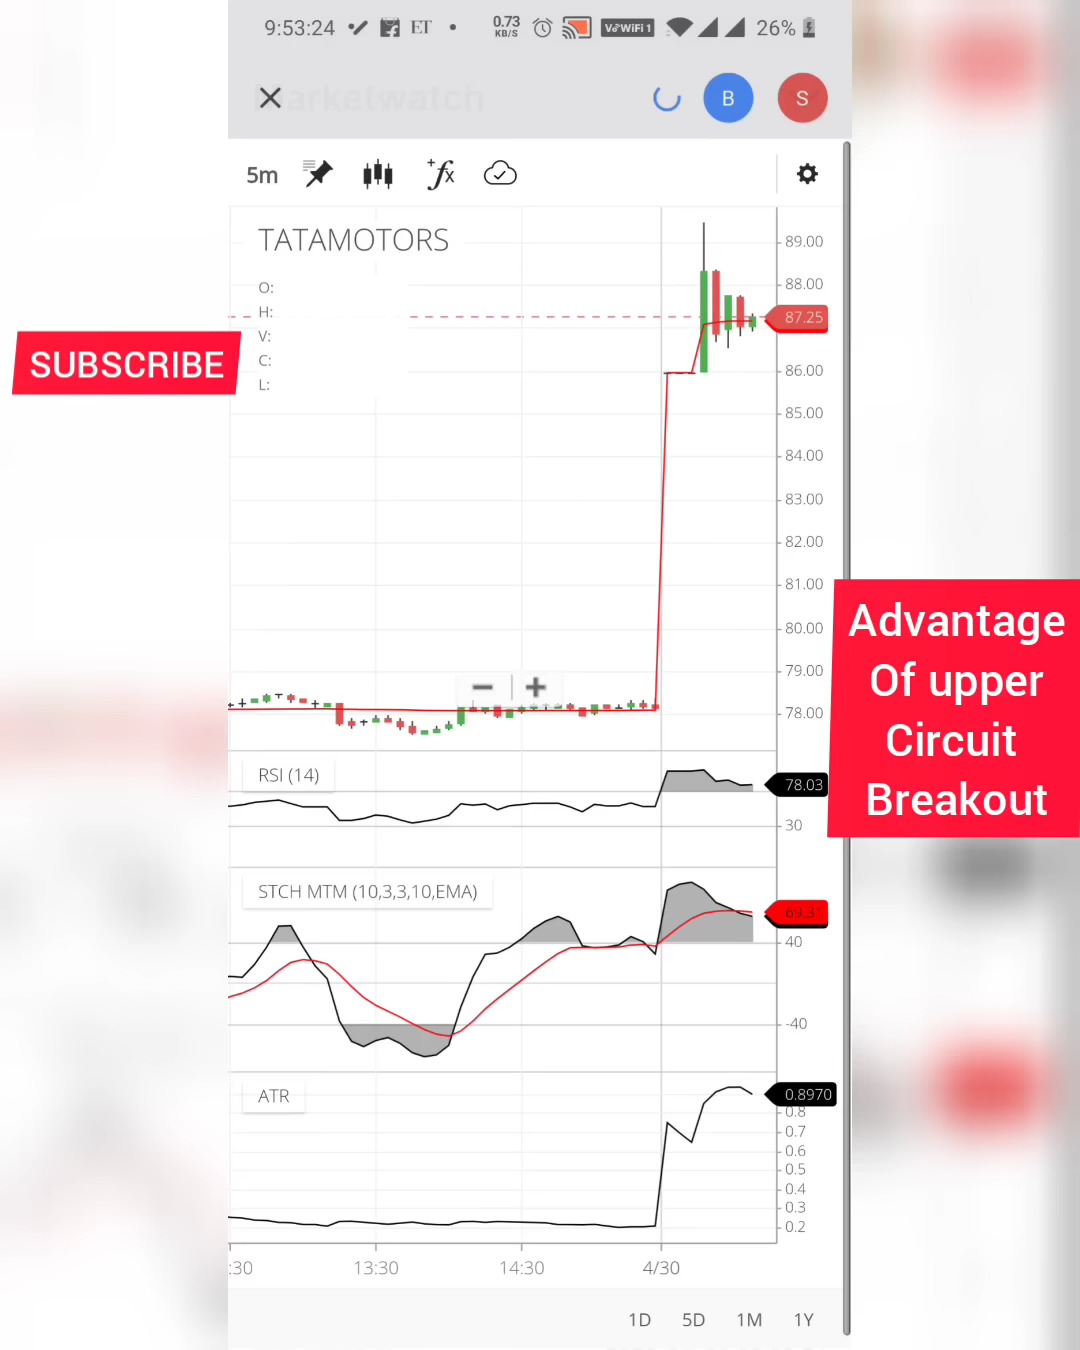 9:53:24 ET 0.73 KB/S VoWiFi 1 26%
Marketwatch
B S
5m +fx
TATAMOTORS
O:
H:
V:
C:
L:
SUBSCRIBE
89.00
88.00
87.25
86.00
85.00
84.00
83.00
82.00
81.00
80.00
79.00
78.00
Advantage
Of upper
Circuit
Breakout
RSI (14)
78.03
30
STCH MTM (10,3,3,10,EMA)
69.31
40
-40
ATR
0.8970
0.8
0.7
0.6
0.5
0.4
0.3
0.2
:30 13:30 14:30 4/30
1D 5D 1M 1Y